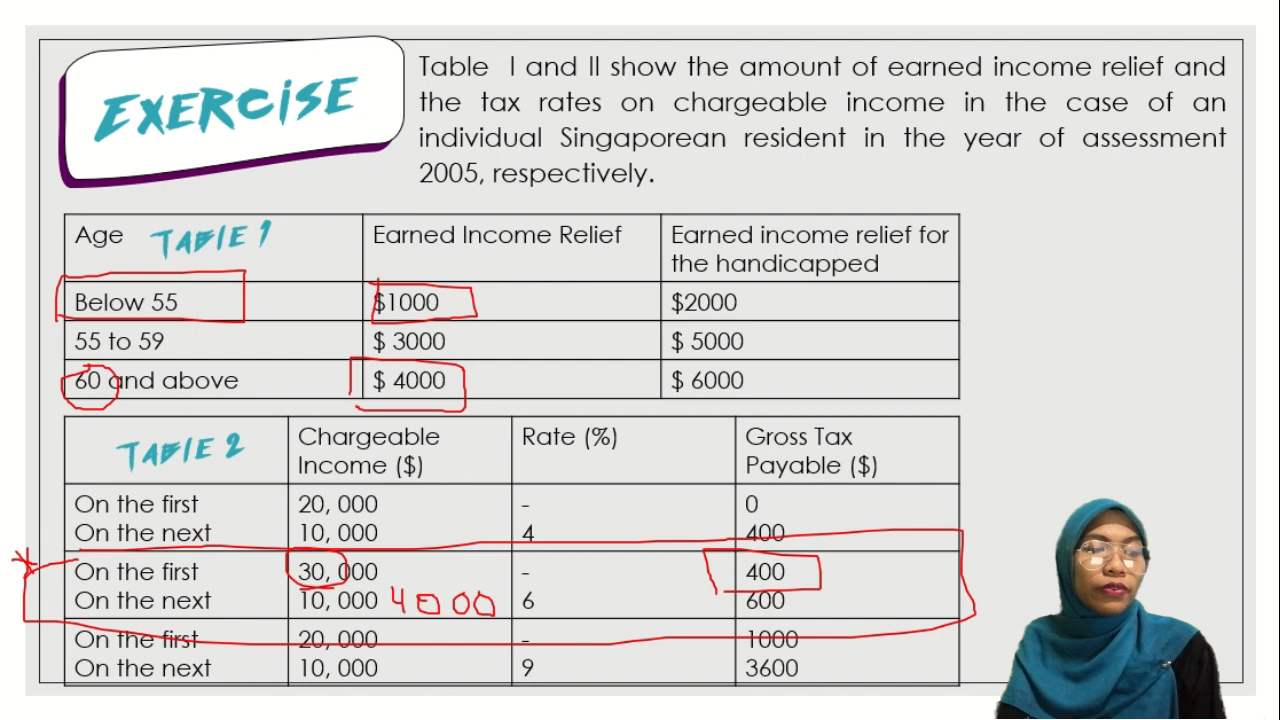 EXERCISE
Table I and II show the amount of earned income relief and
the tax rates on chargeable income in the case of an
individual Singaporean resident in the year of assessment
2005, respectively.
Age TABLE 1 Earned Income Relief Earned income relief for
the handicapped
Below 55 $1000 $2000
55 to 59 $ 3000 $ 5000
60 and above $ 4000 $ 6000
TABLE 2 Chargeable Rate (%) Gross Tax
Income ($) Payable ($)
On the first 20, 000 - 0
On the next 10, 000 4 400
On the first 30, 000 - 400
On the next 10, 000 4000 6 600
On the first 20, 000 - 1000
On the next 10, 000 9 3600